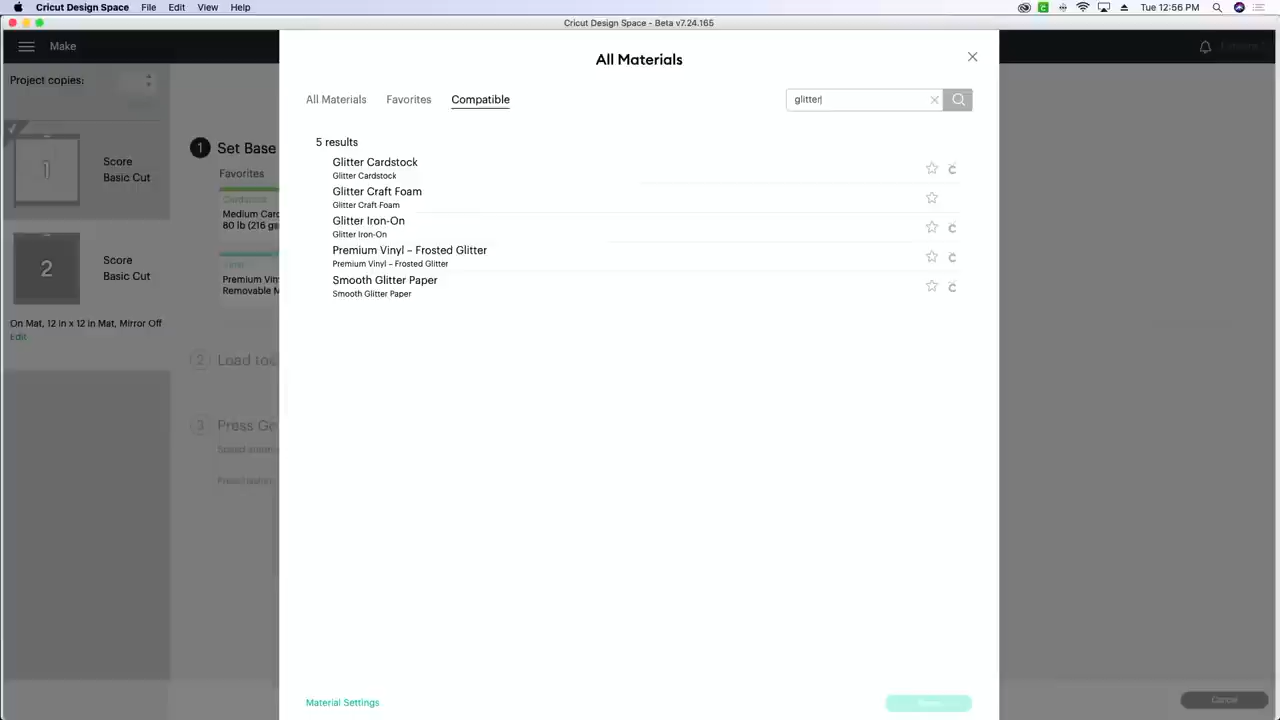 Cricut Design Space File Edit View Help Tue 12:56 PM
Cricut Design Space - Beta v7.24.165
Make
All Materials
Project copies:
All Materials Favorites Compatible glitter
5 results
1
Score
Basic Cut
2
Score
Basic Cut
On Mat, 12 in x 12 in Mat, Mirror Off
Edit
1 Set Base
Favorites
Cardstock
Medium Car
80 lb (216 gs
Vinyl
Premium Vin
Removable M
2 Load too
3 Press Go
Glitter Cardstock
Glitter Cardstock
Glitter Craft Foam
Glitter Craft Foam
Glitter Iron-On
Glitter Iron-On
Premium Vinyl – Frosted Glitter
Premium Vinyl – Frosted Glitter
Smooth Glitter Paper
Smooth Glitter Paper
Material Settings
Cancel